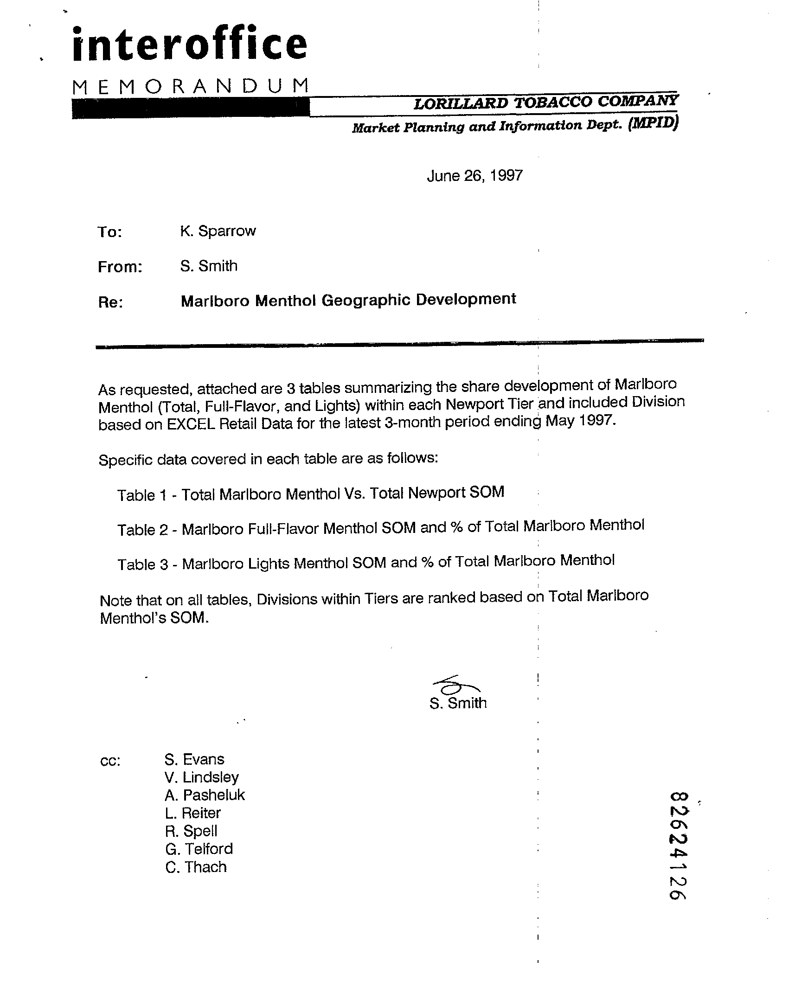 interoffice
MEMORANDUM
LORILLARD TOBACCO COMPANY
Market Planning and Information Dept. (MPID)
June 26, 1997
To: K. Sparrow
From: S. Smith
Re: Marlboro Menthol Geographic Development
As requested, attached are 3 tables summarizing the share development of Marlboro
Menthol (Total, Full-Flavor, and Lights) within each Newport Tier and included Division
based on EXCEL Retail Data for the latest 3-month period ending May 1997.
Specific data covered in each table are as follows:
Table 1 - Total Marlboro Menthol Vs. Total Newport SOM
Table 2 - Marlboro Full-Flavor Menthol SOM and % of Total Marlboro Menthol
Table 3 - Marlboro Lights Menthol SOM and % of Total Marlboro Menthol
Note that on all tables, Divisions within Tiers are ranked based on Total Marlboro
Menthol's SOM.
S. Smith
cc: S. Evans
V. Lindsley
A. Pasheluk
L. Reiter
R. Spell
G. Telford
C. Thach
82624126